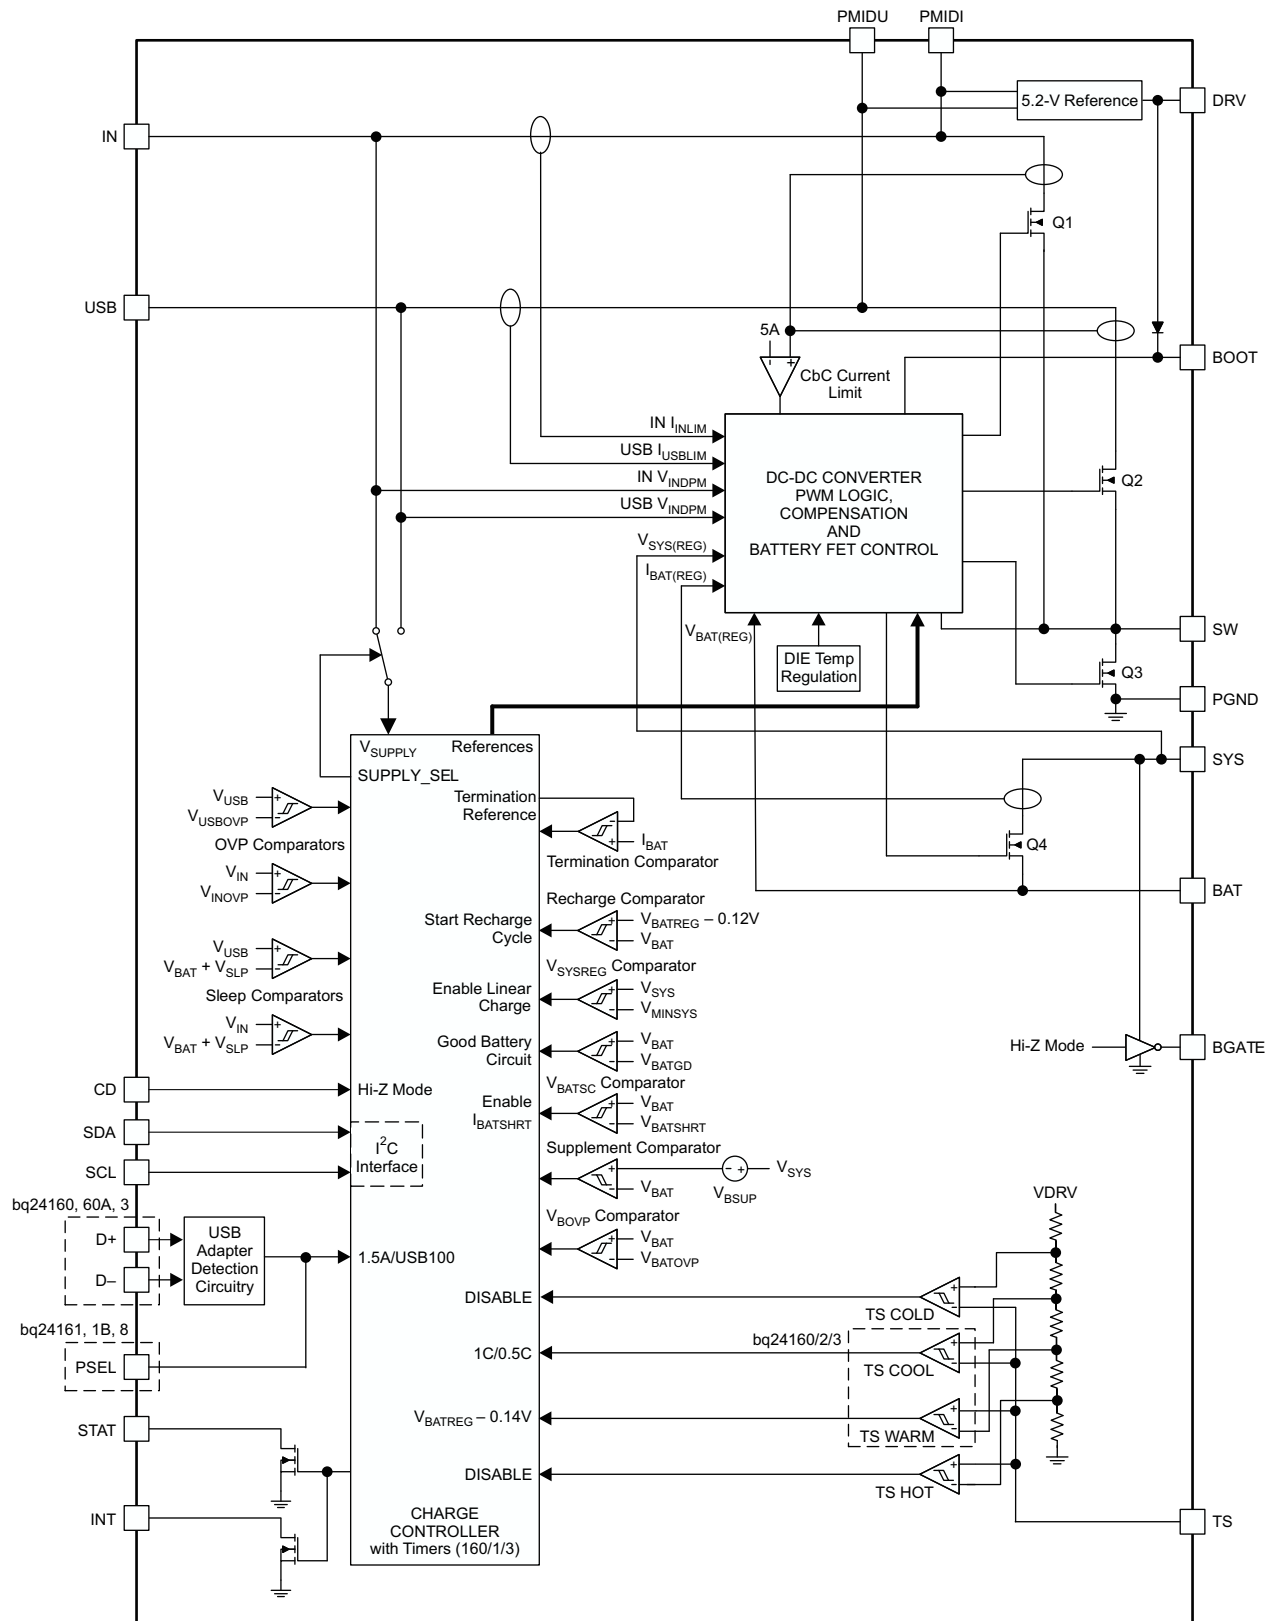 PMIDU
PMIDI
5.2-V Reference
DRV
IN
Q1
USB
5A
- +
CbC Current
Limit
BOOT
IN I_INLIM
USB I_USBLIM
IN V_INDPM
USB V_INDPM
V_SYS(REG)
I_BAT(REG)
DC-DC CONVERTER
PWM LOGIC,
COMPENSATION
AND
BATTERY FET CONTROL
Q2
V_BAT(REG)
DIE Temp
Regulation
SW
Q3
PGND
V_SUPPLY
References
SUPPLY_SEL
SYS
V_USB
V_USBOVP
+
-
OVP Comparators
V_IN
V_INOVP
+
-
Termination
Reference
-
+
I_BAT
Termination Comparator
Q4
BAT
Recharge Comparator
Start Recharge
Cycle
+
-
V_BATREG – 0.12V
V_BAT
V_USB
V_BAT + V_SLP
+
-
Sleep Comparators
V_IN
V_BAT + V_SLP
+
-
V_SYSREG Comparator
Enable Linear
Charge
+
-
V_SYS
V_MINSYS
Good Battery
Circuit
+
-
V_BAT
V_BATGD
Hi-Z Mode
BGATE
CD
Hi-Z Mode
V_BATSC Comparator
Enable
I_BATSHRT
+
-
V_BAT
V_BATSHRT
SDA
SCL
I²C
Interface
Supplement Comparator
+
-
V_BAT
- +
V_BSUP
V_SYS
bq24160, 60A, 3
D+
D–
USB
Adapter
Detection
Circuitry
1.5A/USB100
V_BOVP Comparator
+
-
V_BAT
V_BATOVP
VDRV
DISABLE
+
-
TS COLD
bq24161, 1B, 8
PSEL
bq24160/2/3
1C/0.5C
+
-
TS COOL
V_BATREG – 0.14V
+
-
TS WARM
STAT
DISABLE
+
-
TS HOT
INT
CHARGE
CONTROLLER
with Timers (160/1/3)
TS